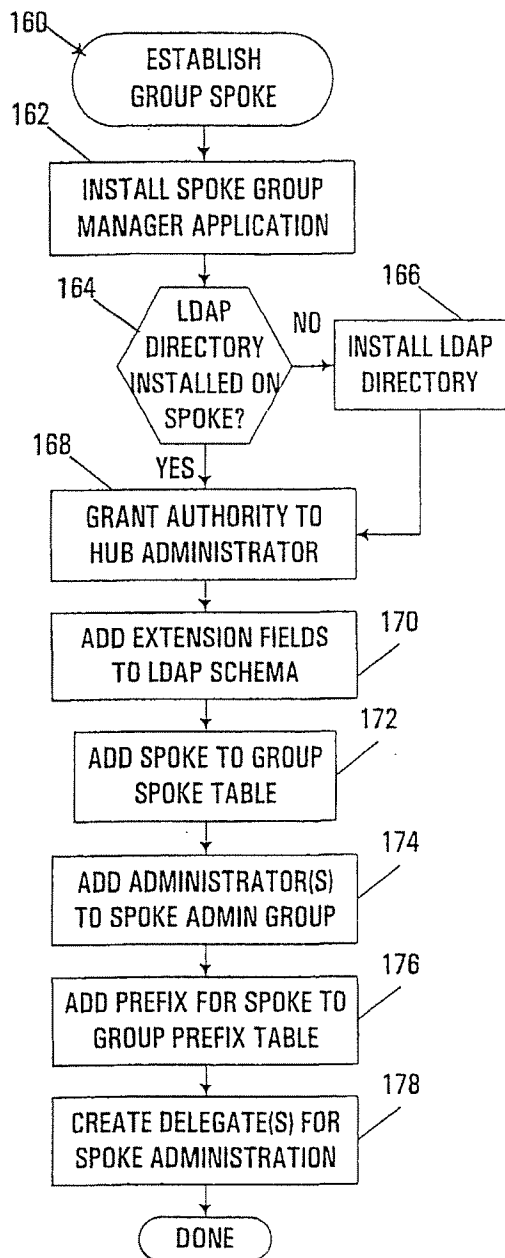 160
ESTABLISH
GROUP SPOKE
162
INSTALL SPOKE GROUP
MANAGER APPLICATION
164
LDAP
DIRECTORY
INSTALLED ON
SPOKE?
NO
166
INSTALL LDAP
DIRECTORY
YES
168
GRANT AUTHORITY TO
HUB ADMINISTRATOR
170
ADD EXTENSION FIELDS
TO LDAP SCHEMA
172
ADD SPOKE TO GROUP
SPOKE TABLE
174
ADD ADMINISTRATOR(S)
TO SPOKE ADMIN GROUP
176
ADD PREFIX FOR SPOKE TO
GROUP PREFIX TABLE
178
CREATE DELEGATE(S) FOR
SPOKE ADMINISTRATION
DONE